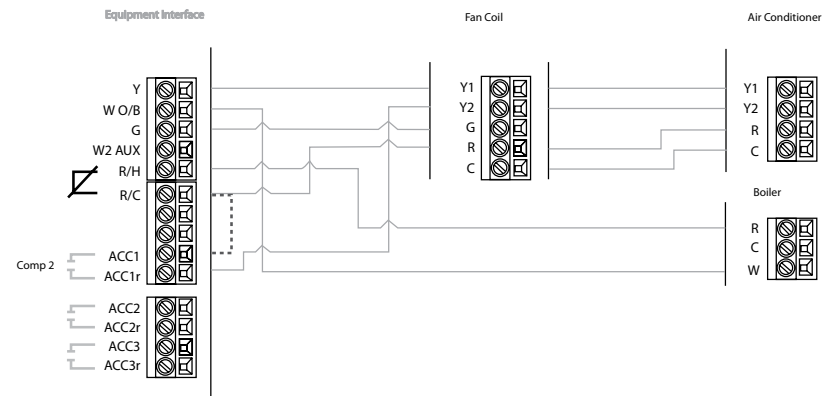 Equipment Interface
Fan Coil
Air Conditioner
Y
W O/B
G
W2 AUX
R/H
R/C
Comp 2
ACC1
ACC1r
ACC2
ACC2r
ACC3
ACC3r
Y1
Y2
G
R
C
Y1
Y2
R
C
Boiler
R
C
W